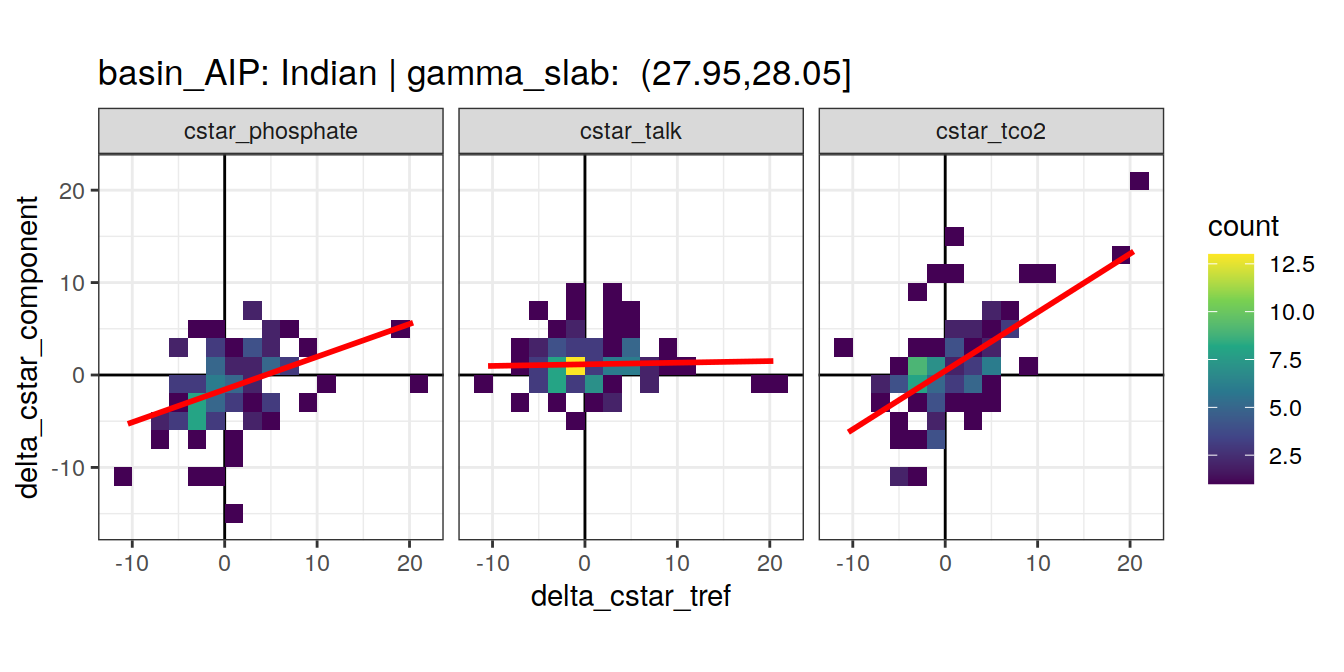 basin_AIP: Indian | gamma_slab:  (27.95,28.05]
cstar_phosphate
cstar_talk
cstar_tco2
delta_cstar_component
20
10
0
-10
-10 0 10 20
-10 0 10 20
-10 0 10 20
delta_cstar_tref
count
12.5
10.0
7.5
5.0
2.5